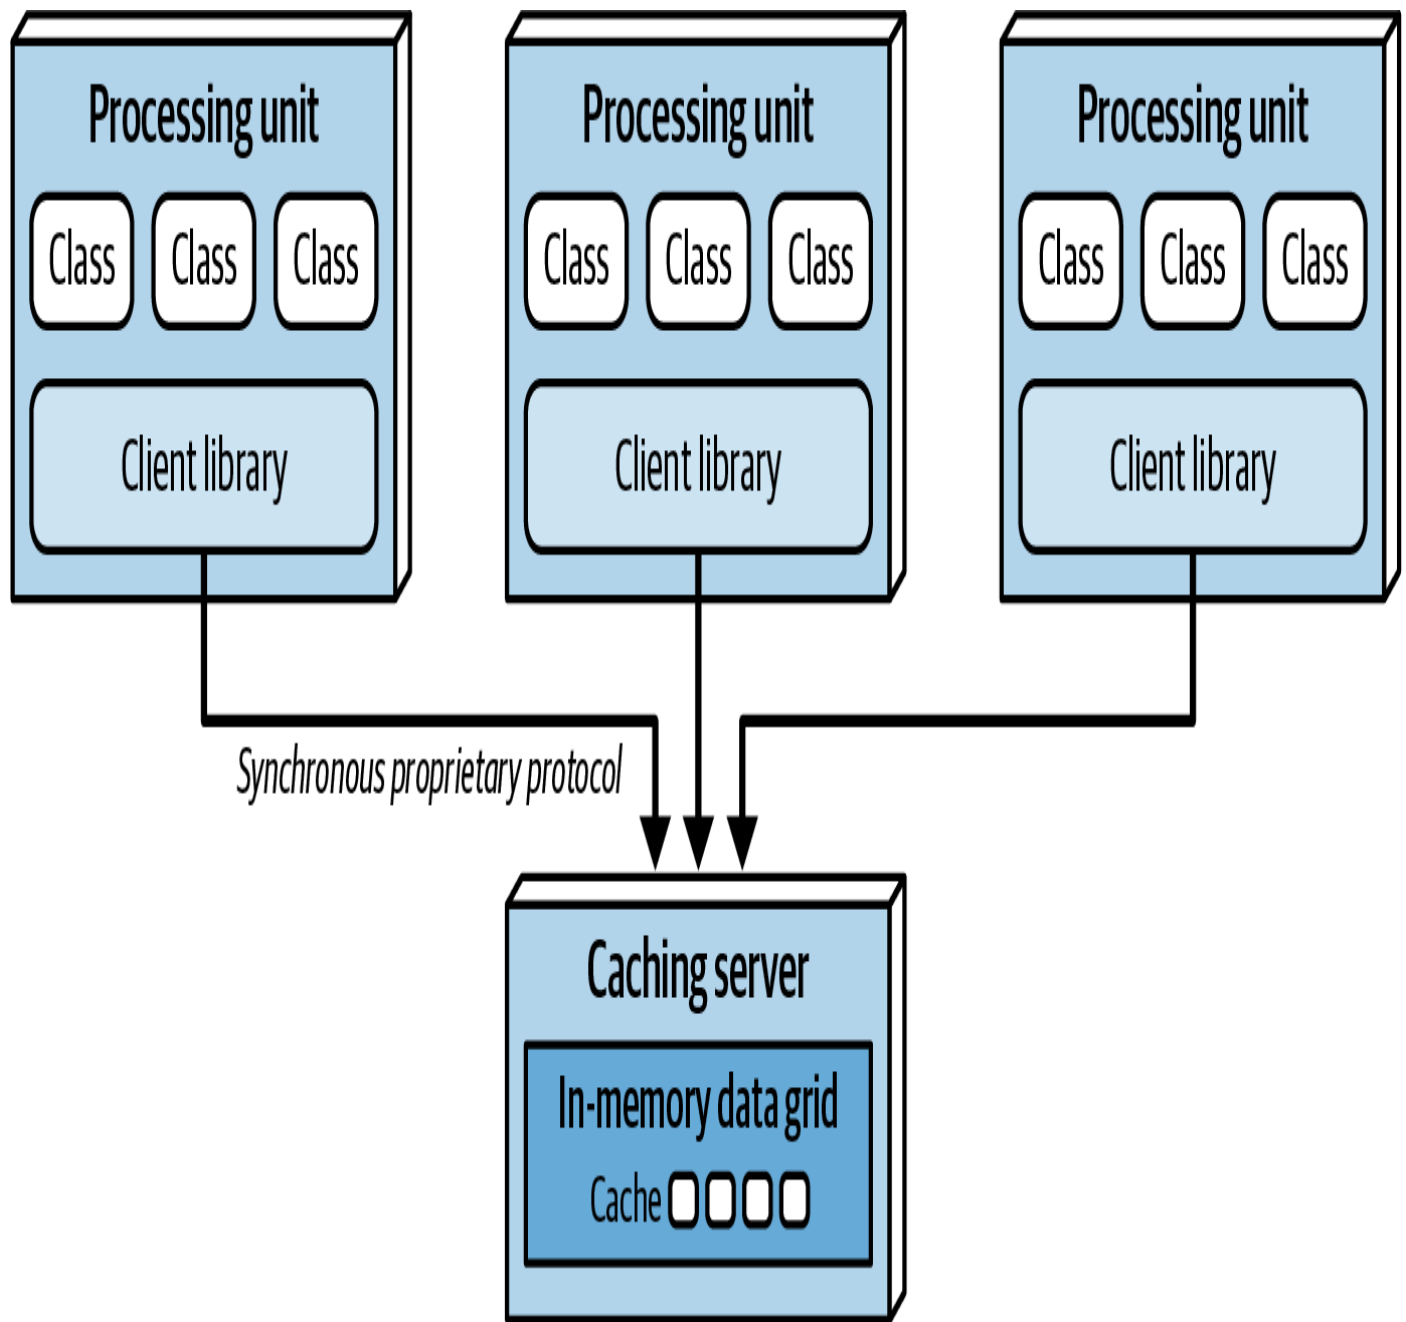 Processing unit
Processing unit
Processing unit
Class Class Class
Class Class Class
Class Class Class
Client library
Client library
Client library
Synchronous proprietary protocol
Caching server
In-memory data grid
Cache